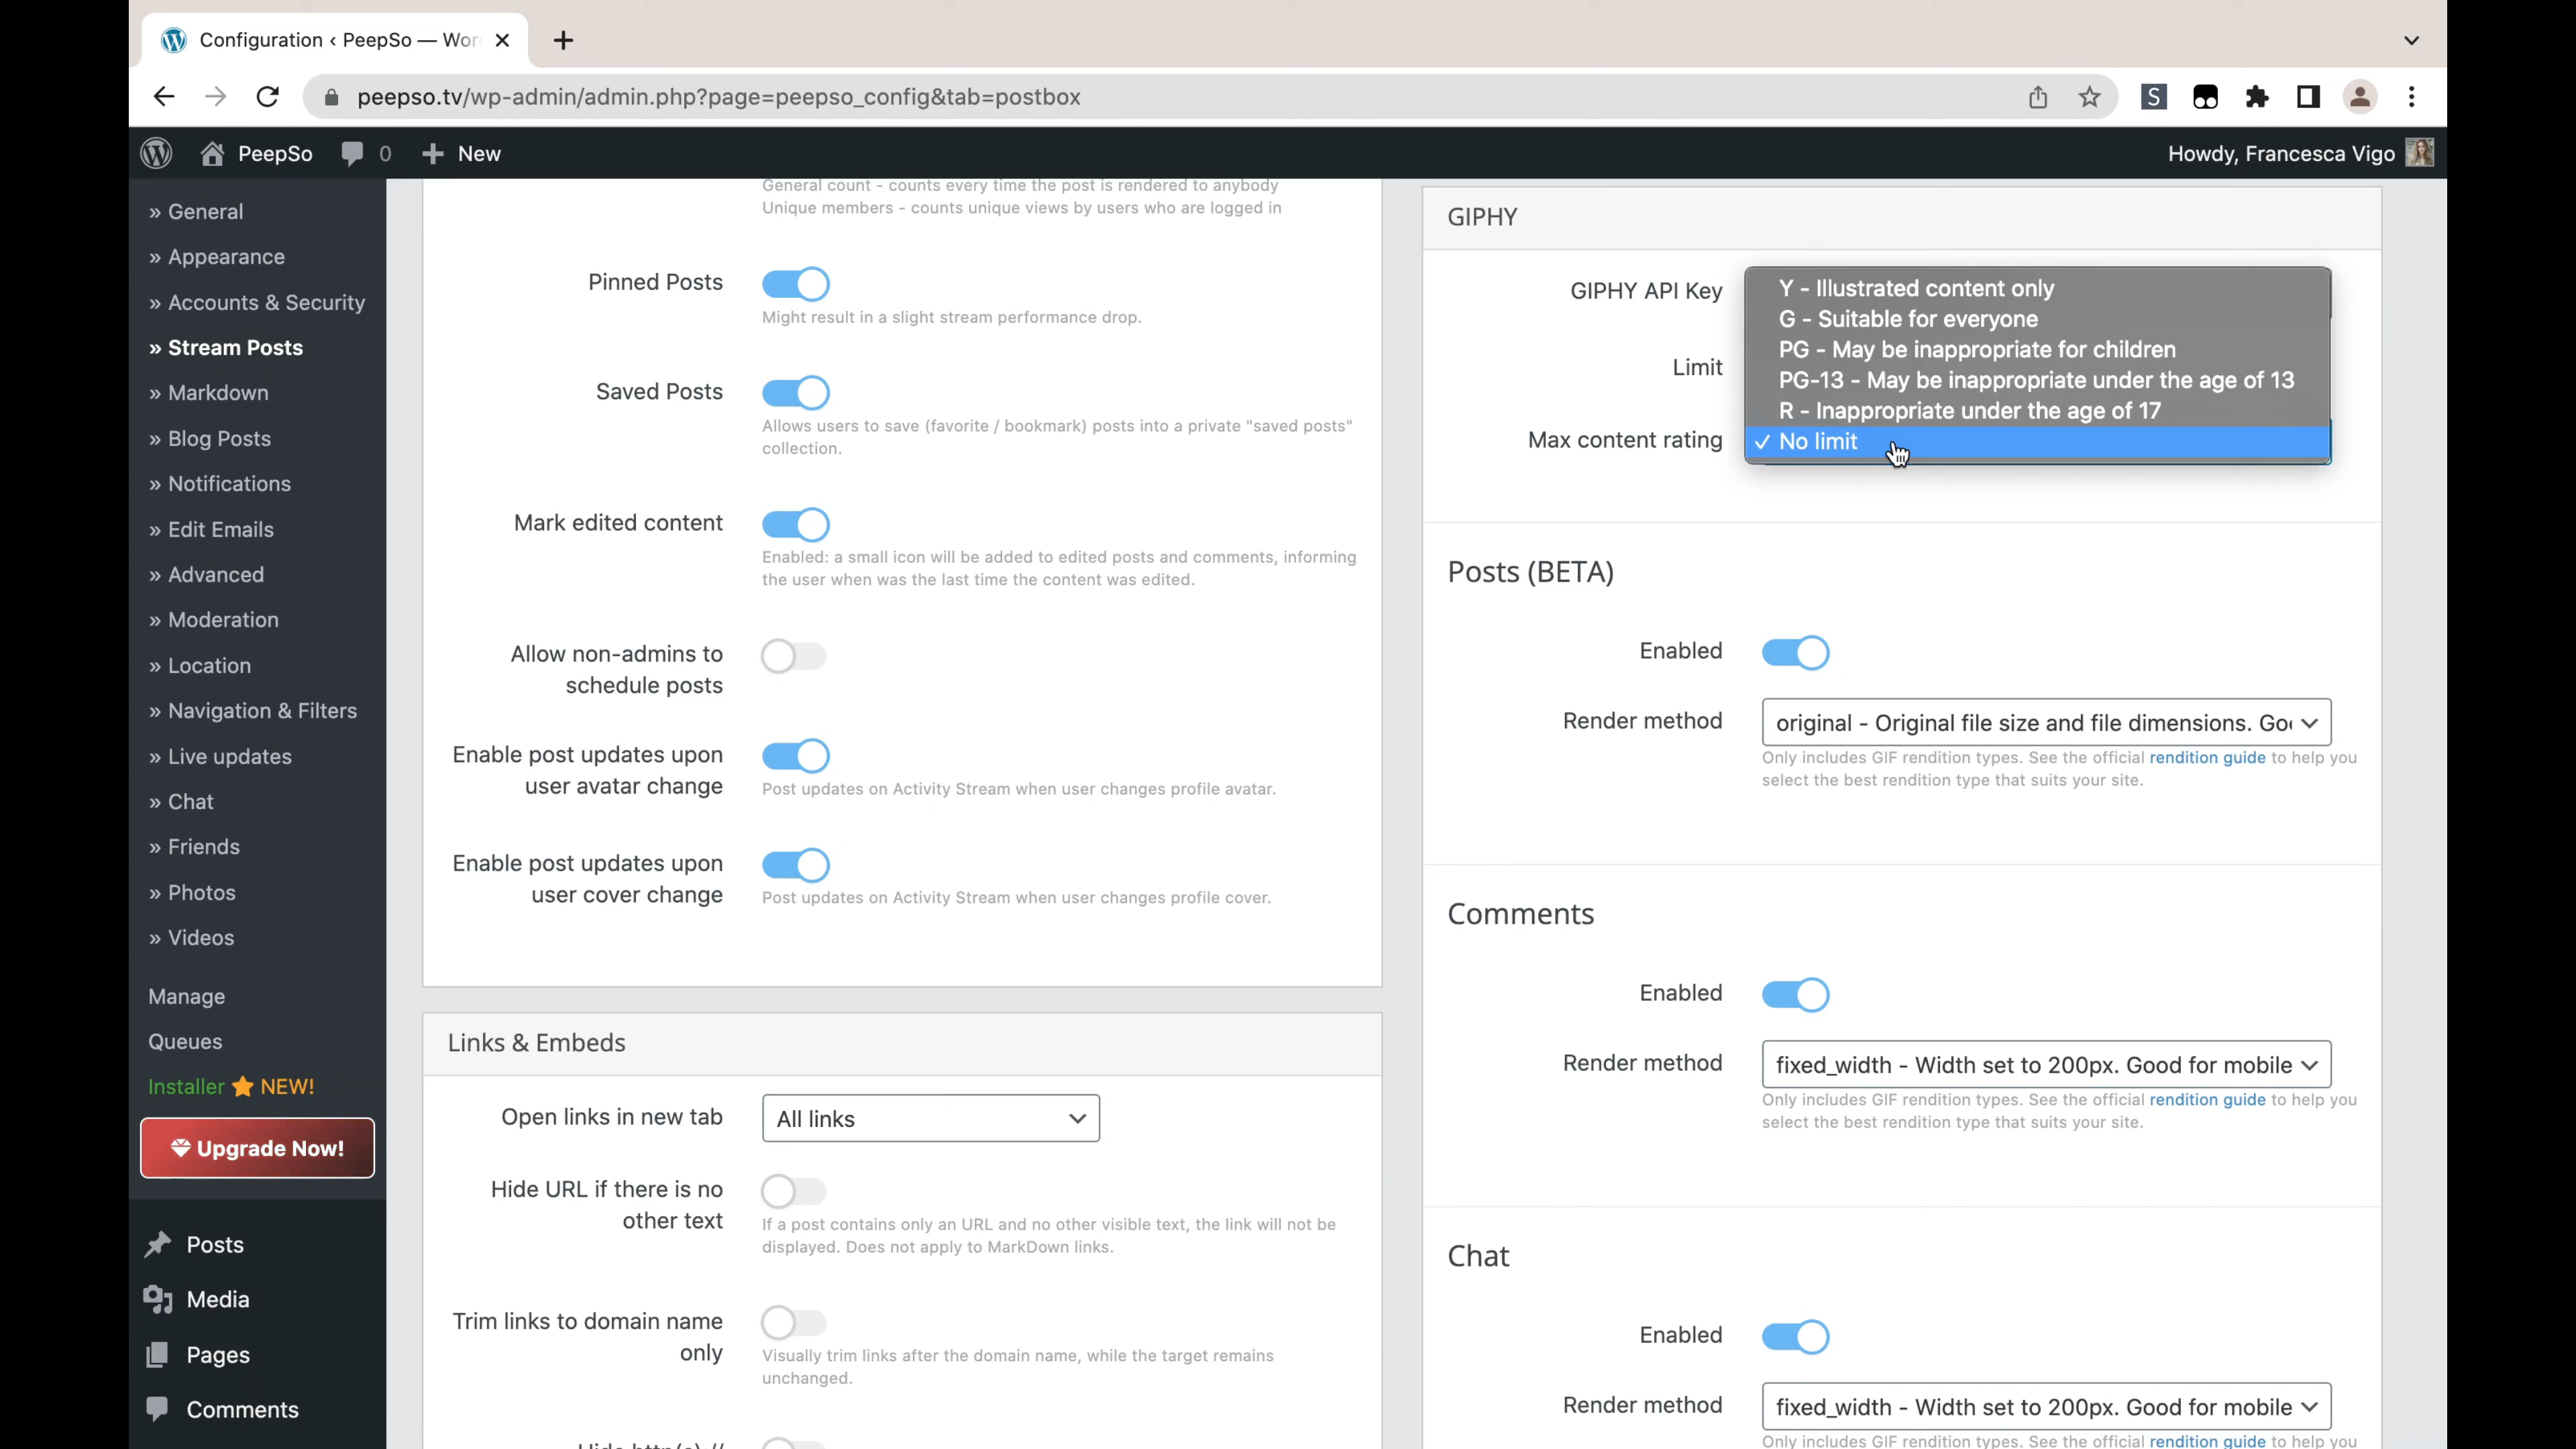 Configuration ‹ PeepSo — Wor
peepso.tv/wp-admin/admin.php?page=peepso_config&tab=postbox
S
PeepSo 0 New
Howdy, Francesca Vigo
» General
» Appearance
» Accounts & Security
» Stream Posts
» Markdown
» Blog Posts
» Notifications
» Edit Emails
» Advanced
» Moderation
» Location
» Navigation & Filters
» Live updates
» Chat
» Friends
» Photos
» Videos
Manage
Queues
Installer NEW!
Upgrade Now!
Posts
Media
Pages
Comments
General count - counts every time the post is rendered to anybody
Unique members - counts unique views by users who are logged in
Pinned Posts
Might result in a slight stream performance drop.
Saved Posts
Allows users to save (favorite / bookmark) posts into a private "saved posts"
collection.
Mark edited content
Enabled: a small icon will be added to edited posts and comments, informing
the user when was the last time the content was edited.
Allow non-admins to
schedule posts
Enable post updates upon
user avatar change
Post updates on Activity Stream when user changes profile avatar.
Enable post updates upon
user cover change
Post updates on Activity Stream when user changes profile cover.
Links & Embeds
Open links in new tab
All links
Hide URL if there is no
other text
If a post contains only an URL and no other visible text, the link will not be
displayed. Does not apply to MarkDown links.
Trim links to domain name
only
Visually trim links after the domain name, while the target remains
unchanged.
Hide http(s)://
GIPHY
GIPHY API Key
Limit
Max content rating
Y - Illustrated content only
G - Suitable for everyone
PG - May be inappropriate for children
PG-13 - May be inappropriate under the age of 13
R - Inappropriate under the age of 17
✓ No limit
Posts (BETA)
Enabled
Render method
original - Original file size and file dimensions. Goo
Only includes GIF rendition types. See the official rendition guide to help you
select the best rendition type that suits your site.
Comments
Enabled
Render method
fixed_width - Width set to 200px. Good for mobile
Only includes GIF rendition types. See the official rendition guide to help you
select the best rendition type that suits your site.
Chat
Enabled
Render method
fixed_width - Width set to 200px. Good for mobile
Only includes GIF rendition types. See the official rendition guide to help you